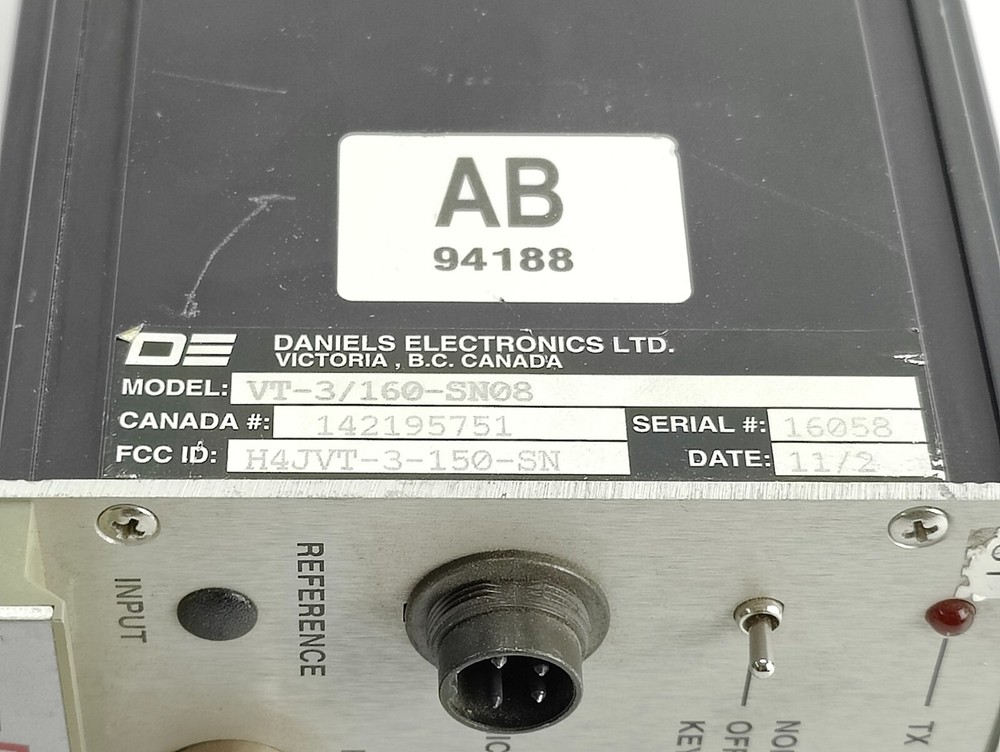 AB
94188
DE DANIELS ELECTRONICS LTD.
VICTORIA , B.C. CANADA
MODEL: VT-3/160-SN08
CANADA #: 142195751 SERIAL #: 16058
FCC ID: H4JVT-3-150-SN DATE: 11/2
INPUT
REFERENCE
OFF
TX